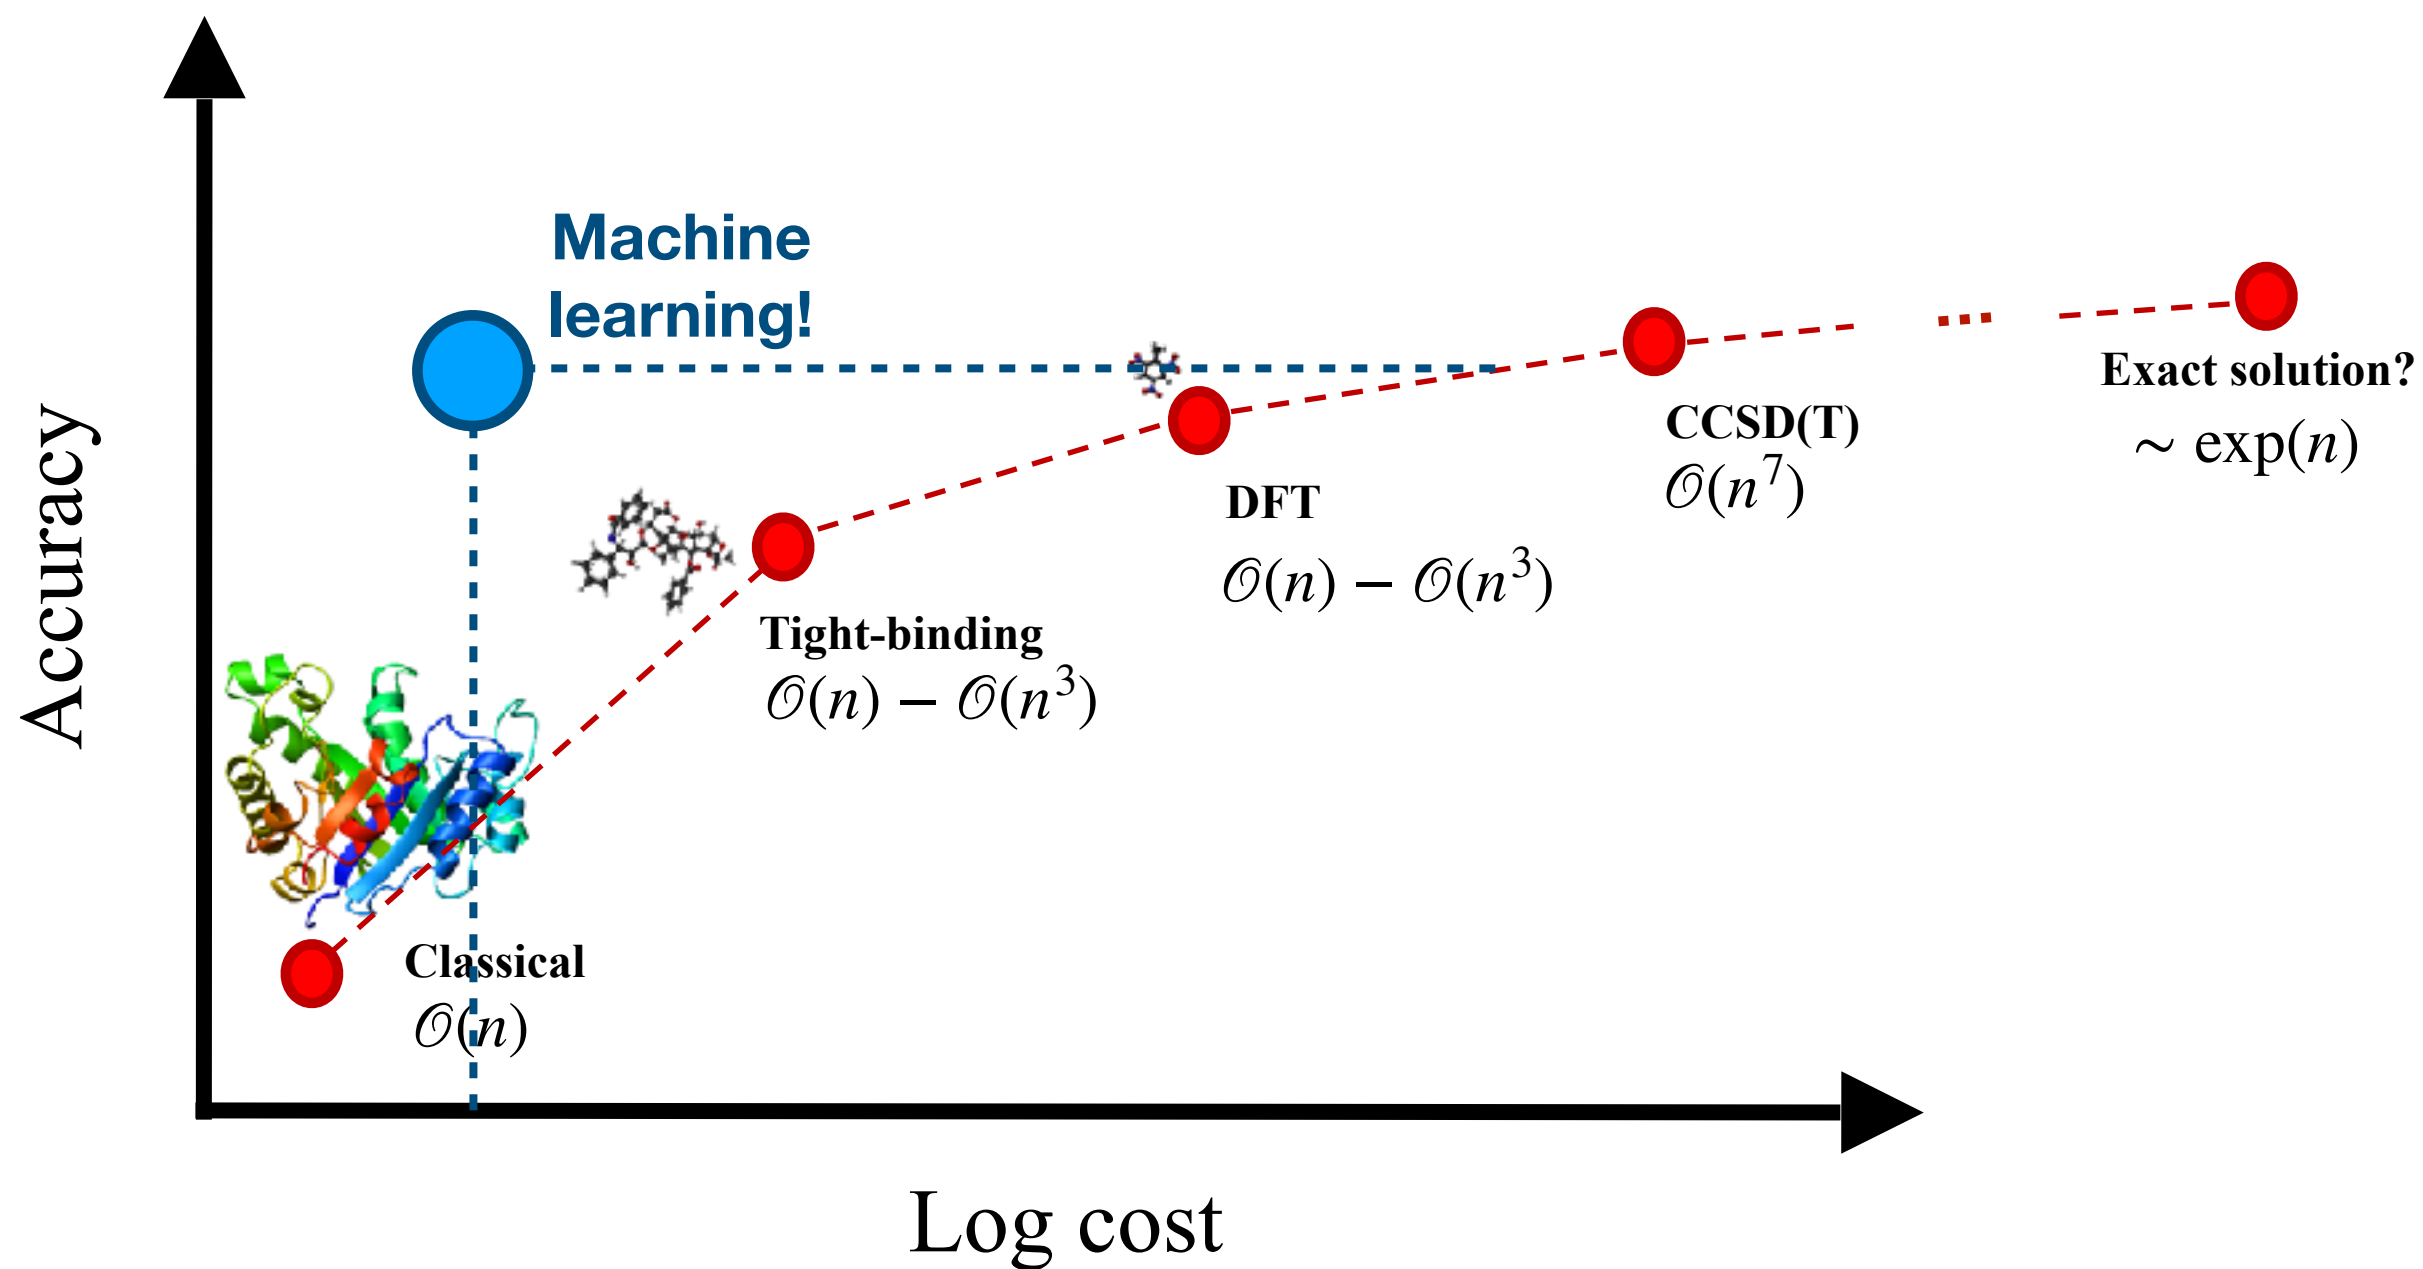 Machine
learning!
Exact solution?
∼ exp(n)
CCSD(T)
𝒪(n⁷)
DFT
𝒪(n) − 𝒪(n³)
Tight-binding
𝒪(n) − 𝒪(n³)
Classical
𝒪(n)
Accuracy
Log cost